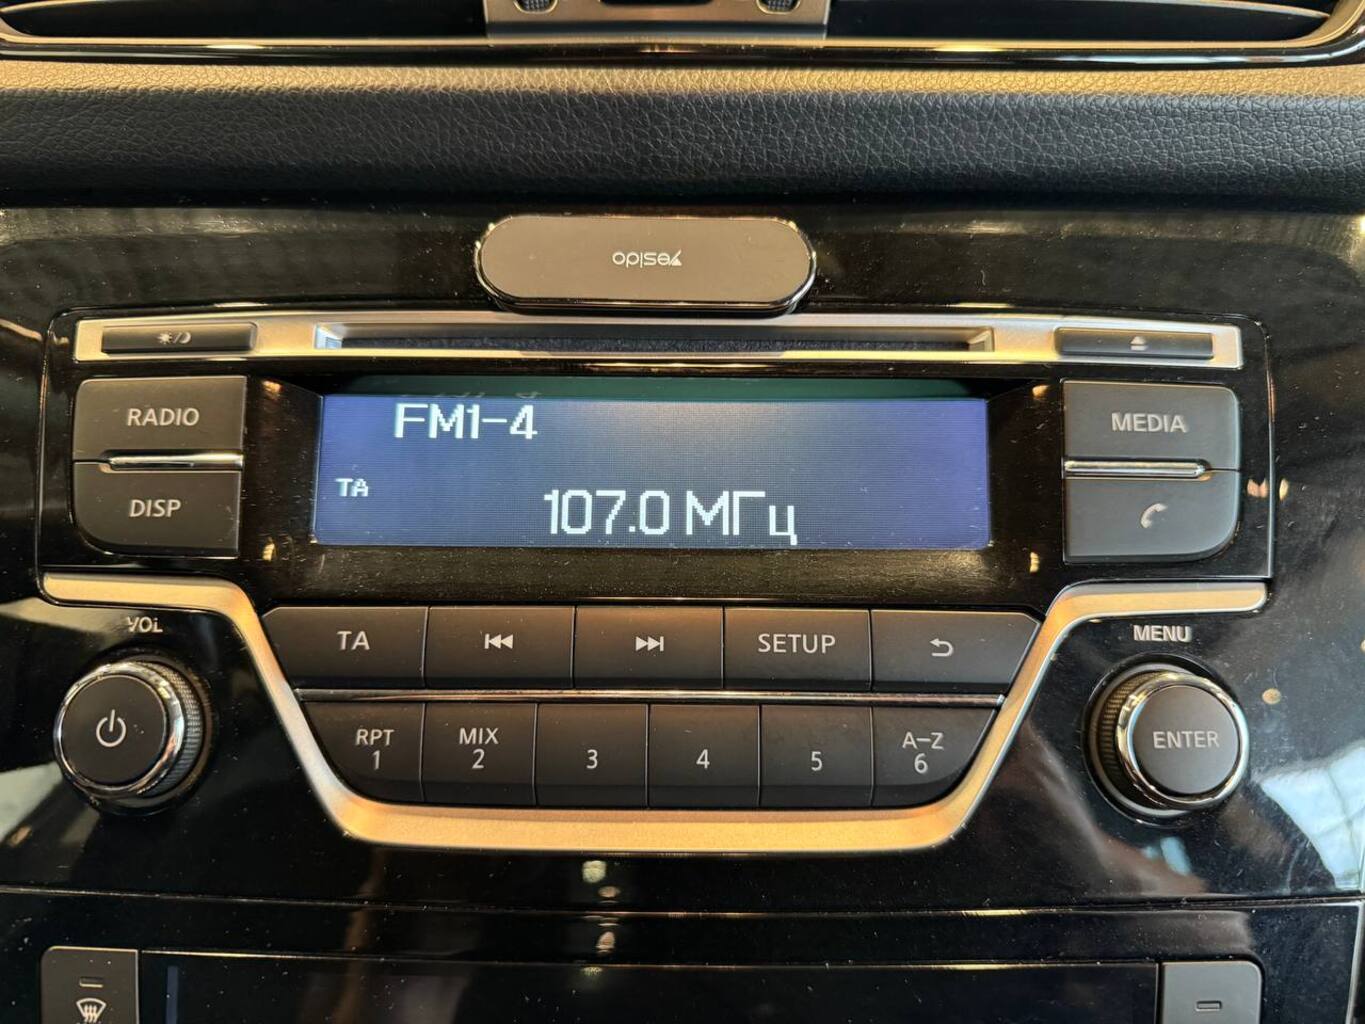 Yesido
RADIO
MEDIA
DISP
FM1-4
TA
107.0 МГц
VOL
MENU
TA
SETUP
RPT
1
MIX
2
3
4
5
A-Z
6
ENTER